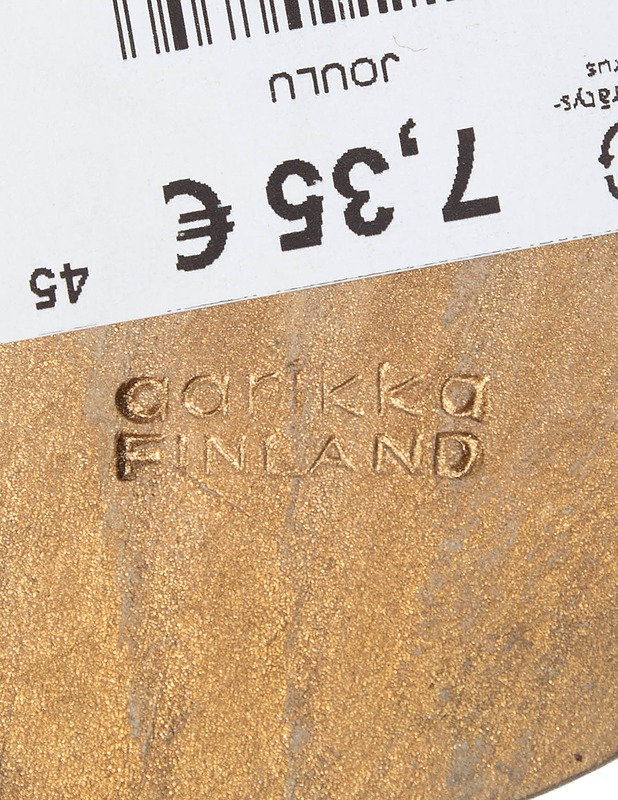 JOULU
7,35 €
45
aarikka
FINLAND